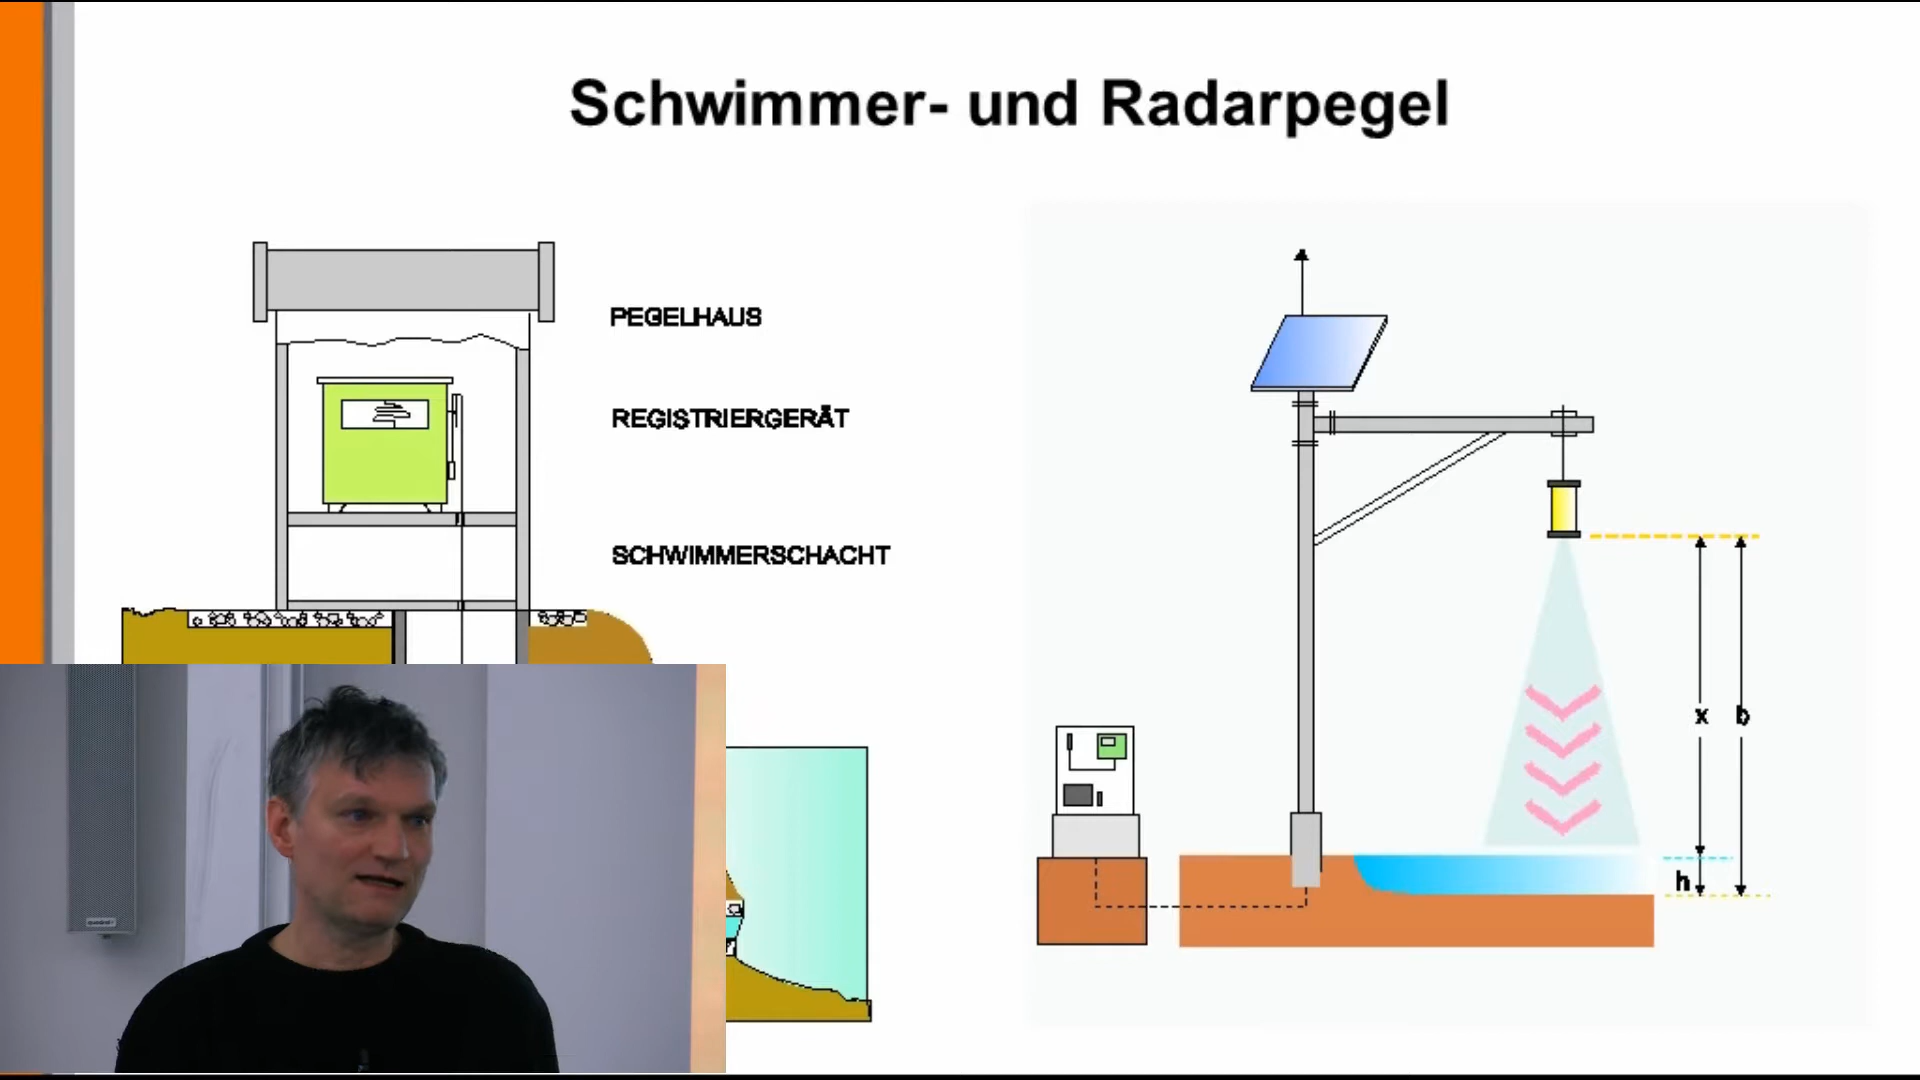 Schwimmer- und Radarpegel
PEGELHAUS
REGISTRIERGERÄT
SCHWIMMERSCHACHT
x
b
h